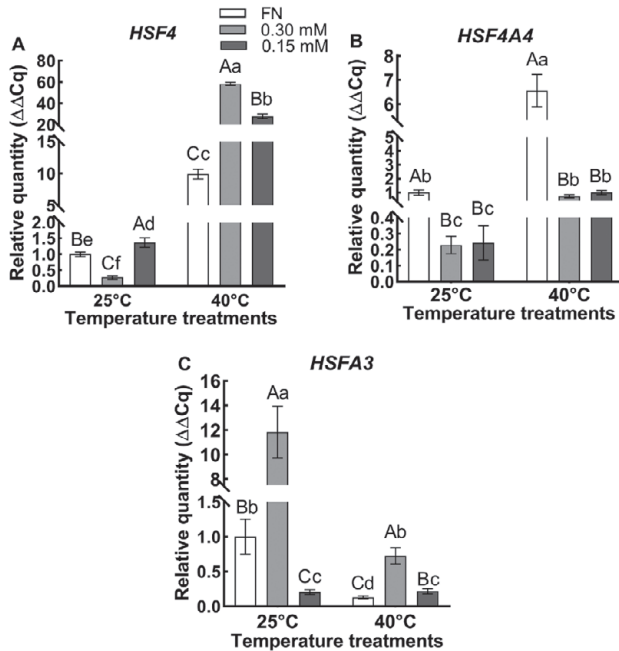 FN
0.30 mM
0.15 mM
A
HSF4
Relative quantity (ΔΔCq)
80
60
40
20
15
10
5
2.0
1.5
1.0
0.5
0.0
Be
Cf
Ad
Cc
Aa
Bb
25°C
40°C
Temperature treatments
B
HSF4A4
Relative quantity (ΔΔCq)
8
7
6
5
4
3
2
1
0.4
0.3
0.2
0.1
0.0
Ab
Bc
Bc
Aa
Bb
Bb
25°C
40°C
Temperature treatments
C
HSFA3
Relative quantity (ΔΔCq)
16
14
12
10
8
1.5
1.0
0.5
0.0
Bb
Aa
Cc
Cd
Ab
Bc
25°C
40°C
Temperature treatments